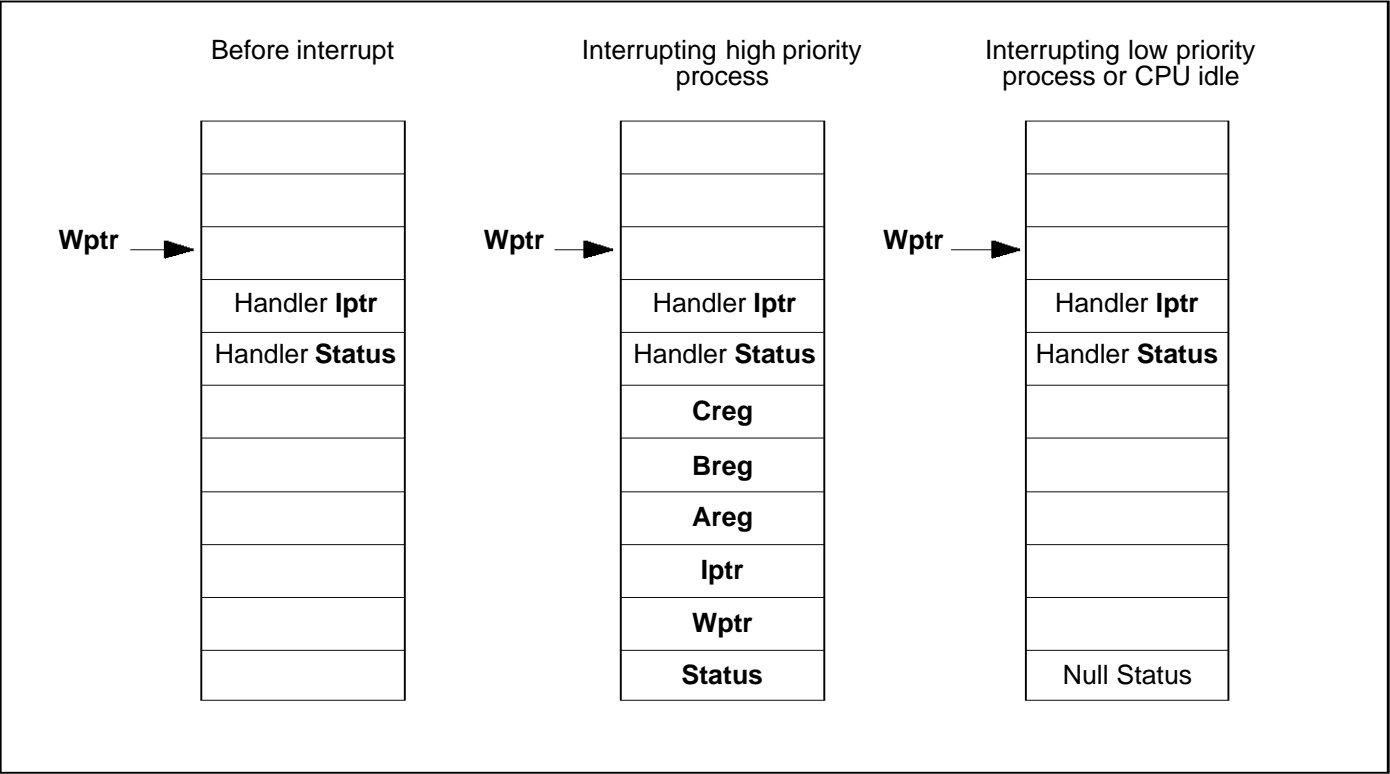 Before interrupt
Interrupting high priority
process
Interrupting low priority
process or CPU idle
Wptr
Handler Iptr
Handler Status
Wptr
Handler Iptr
Handler Status
Creg
Breg
Areg
Iptr
Wptr
Status
Wptr
Handler Iptr
Handler Status
Null Status